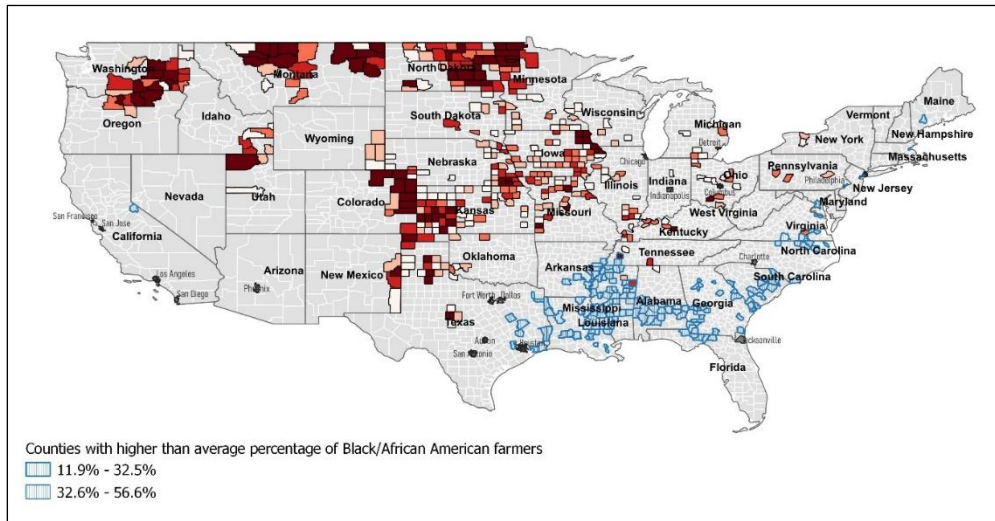 Washington
Montana
North Dakota
Minnesota
Maine
Vermont
Oregon
Idaho
South Dakota
Wisconsin
Michigan
New York
New Hampshire
Wyoming
Detroit
Massachusetts
Nebraska
Iowa
Chicago
Pennsylvania
Nevada
Utah
Illinois
Indiana
Ohio
Philadelphia
New Jersey
Colorado
Indianapolis
Columbus
Maryland
San Francisco
San Jose
Kansas
Missouri
West Virginia
California
Kentucky
Virginia
Los Angeles
Arizona
New Mexico
Oklahoma
Arkansas
Tennessee
Charlotte
North Carolina
San Diego
Phoenix
South Carolina
Fort Worth
Dallas
Mississippi
Alabama
Georgia
Texas
Louisiana
Austin
Houston
San Antonio
Jacksonville
Florida
Counties with higher than average percentage of Black/African American farmers
11.9% - 32.5%
32.6% - 56.6%